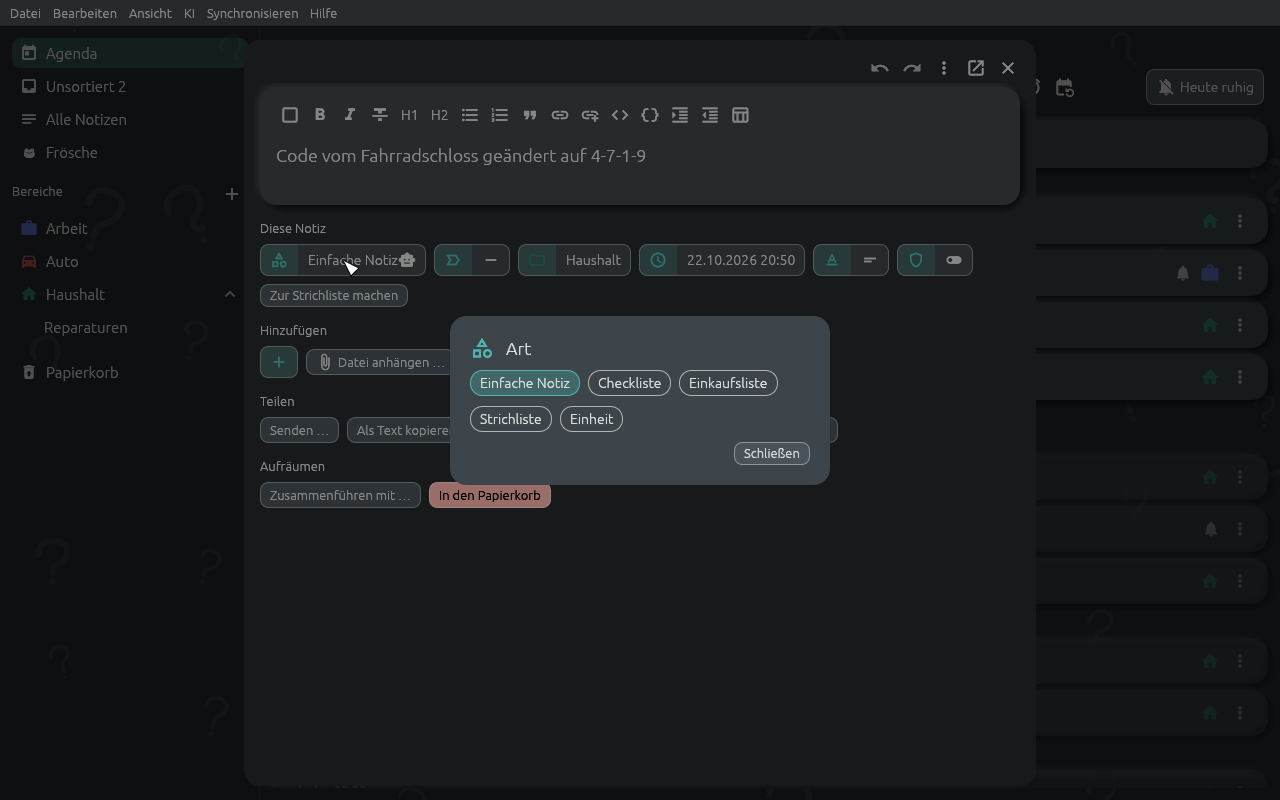 Datei Bearbeiten Ansicht KI Synchronisieren Hilfe
Agenda
Unsortiert 2
Alle Notizen
Frösche
Bereiche
Arbeit
Auto
Haushalt
Reparaturen
Papierkorb
Heute ruhig
B I S H1 H2
Code vom Fahrradschloss geändert auf 4-7-1-9
Diese Notiz
Einfache Notiz Haushalt 22.10.2026 20:50
Zur Strichliste machen
Hinzufügen
Datei anhängen ...
Teilen
Senden ... Als Text kopiere
Aufräumen
Zusammenführen mit ... In den Papierkorb
Art
Einfache Notiz Checkliste Einkaufsliste
Strichliste Einheit
Schließen